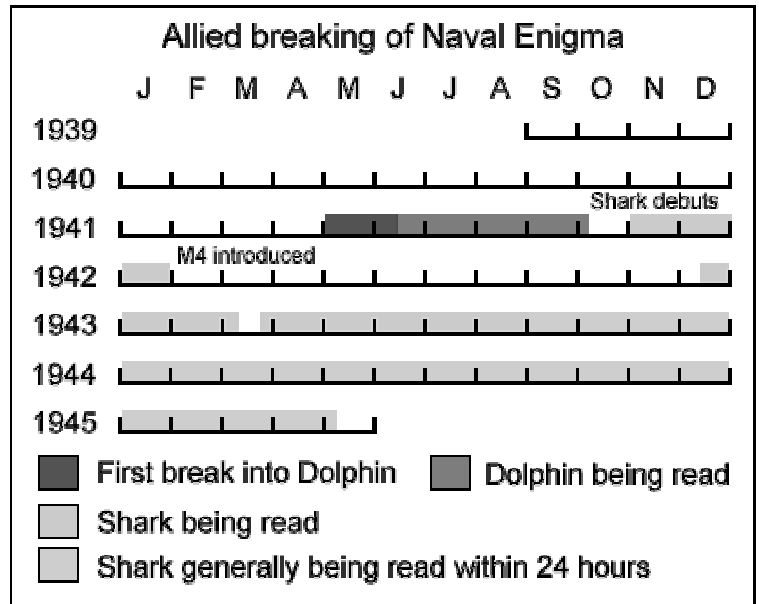 Allied breaking of Naval Enigma
J F M A M J J A S O N D
1939
1940
Shark debuts
1941
M4 introduced
1942
1943
1944
1945
First break into Dolphin Dolphin being read
Shark being read
Shark generally being read within 24 hours